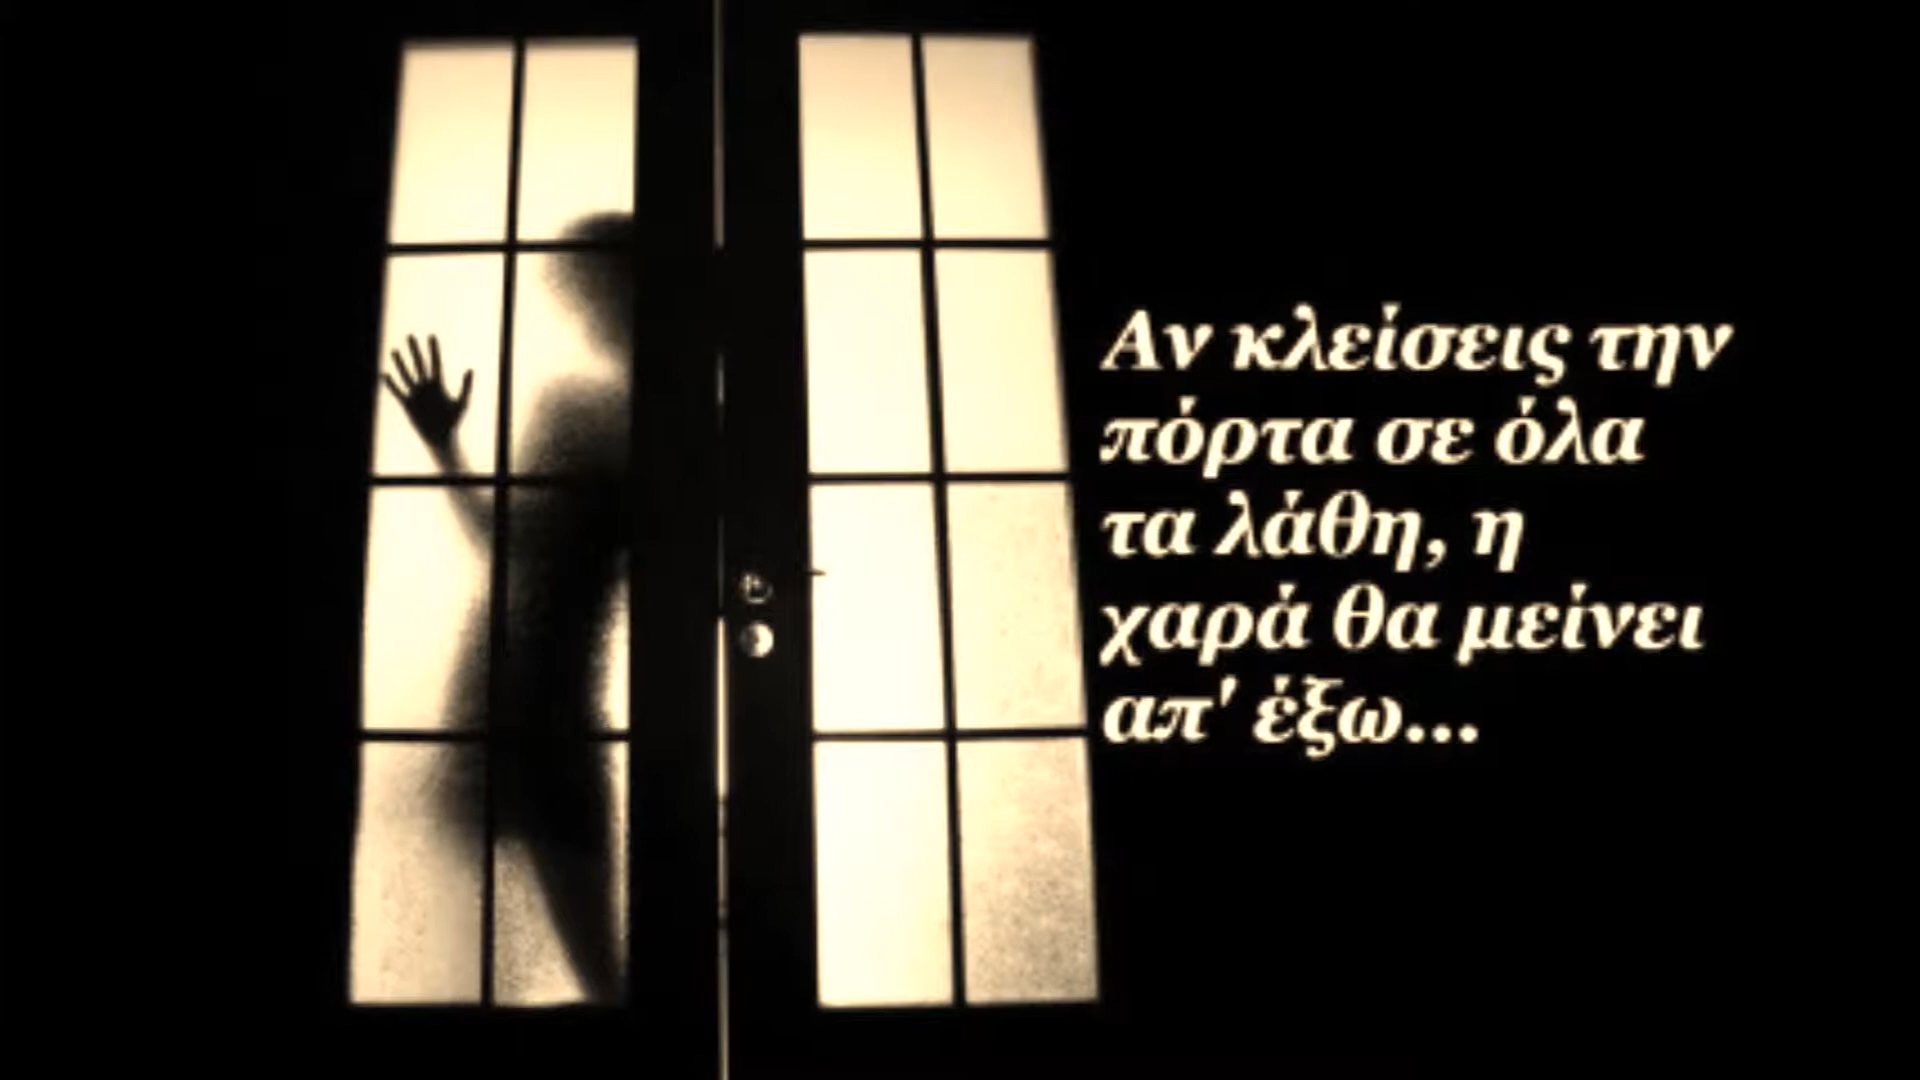 Αν κλείσεις την
πόρτα σε όλα
τα λάθη, η
χαρά θα μείνει
απ' έξω...